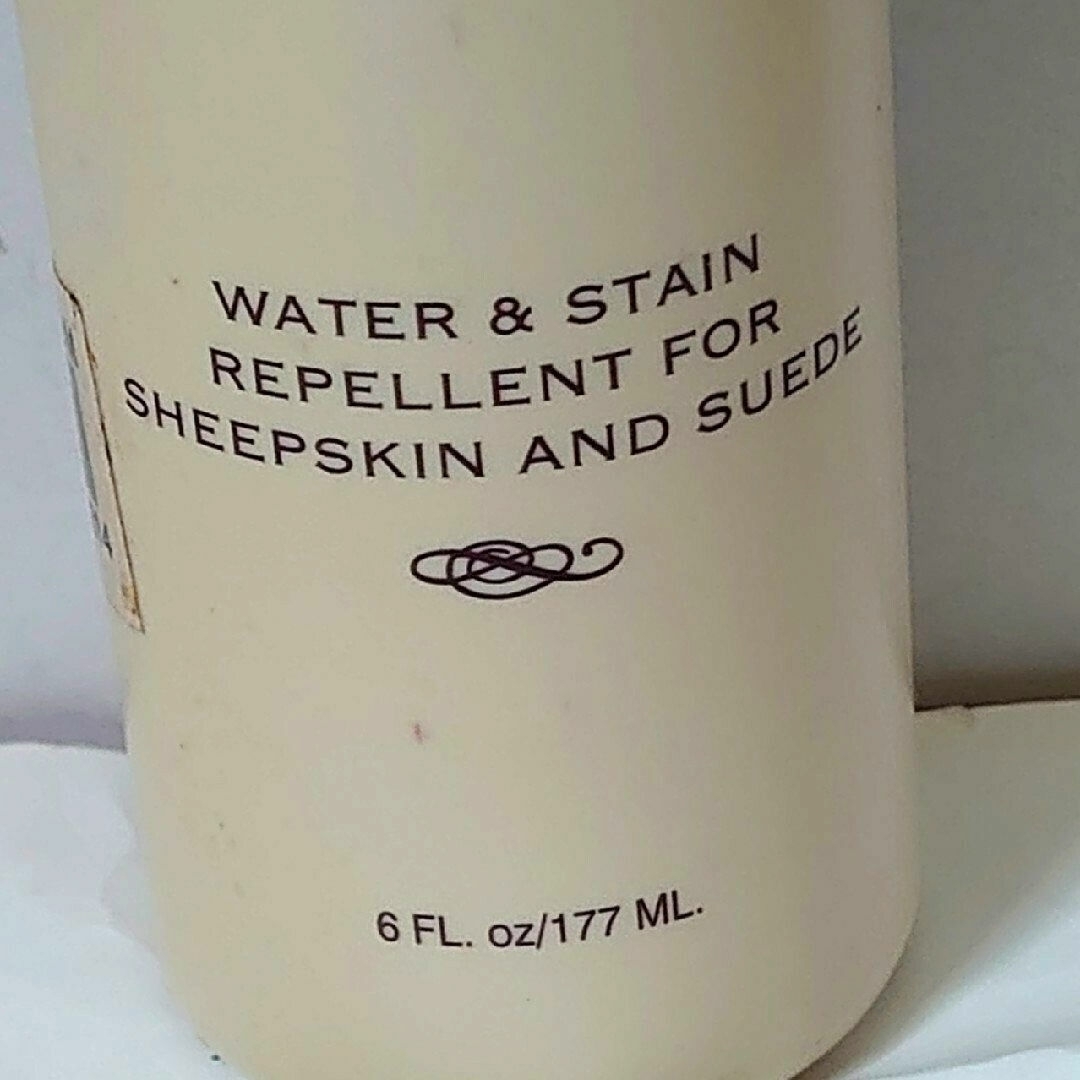 WATER & STAIN
REPELLENT FOR
SHEEPSKIN AND SUEDE
6 FL. oz/177 ML.